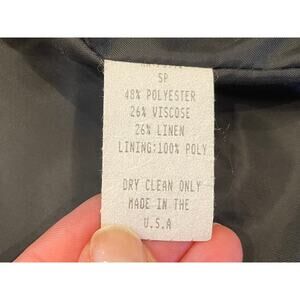 SP
48% POLYESTER
26% VISCOSE
26% LINEN
LINING:100% POLY
DRY CLEAN ONLY
MADE IN THE
U.S.A